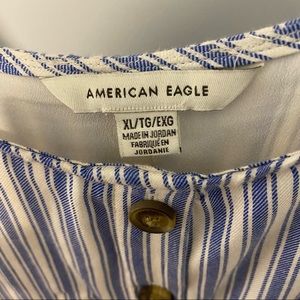 AMERICAN EAGLE
XL/TG/EXG
MADE IN JORDAN
FABRIQUÉ EN
JORDANIE